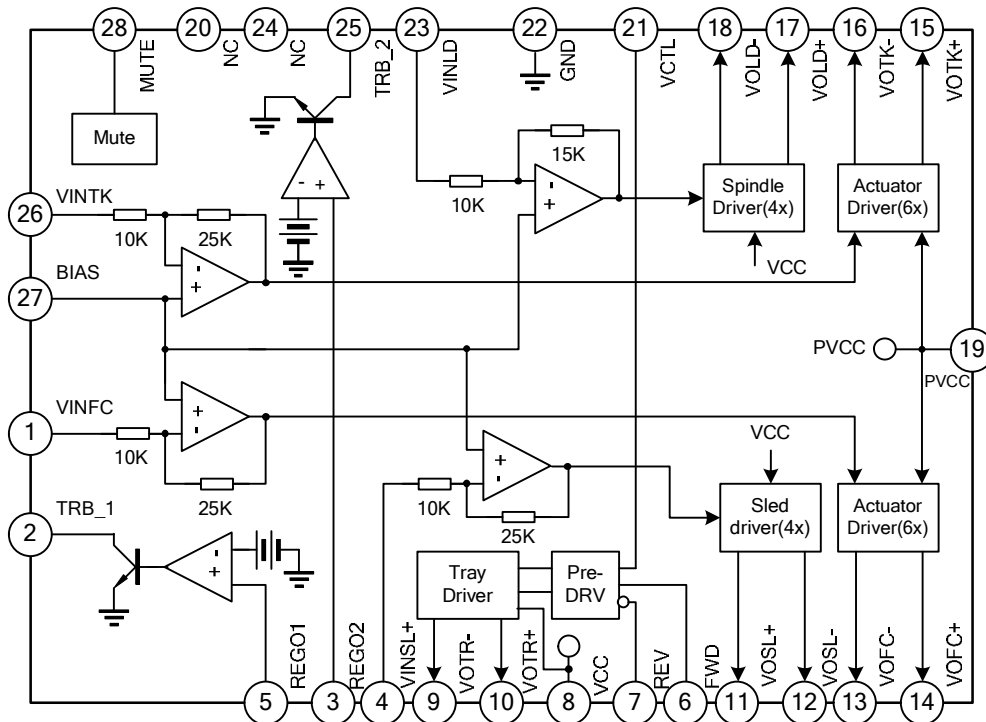 28 20 24 25 23 22 21 18 17 16 15
MUTE NC NC TRB_2 VINLD GND VCTL VOLD- VOLD+ VOTK- VOTK+
Mute
- +
15K
10K
-
+
Spindle
Driver(4x)
VCC
Actuator
Driver(6x)
26 VINTK
10K 25K
-
+
27 BIAS
PVCC
19
PVCC
1 VINFC
+
-
10K
25K
+
-
10K
25K
VCC
Sled
driver(4x)
Actuator
Driver(6x)
2 TRB_1
-
+
Tray
Driver
Pre-
DRV
REGO1 REGO2 VINSL+ VOTR- VOTR+ VCC REV FWD VOSL+ VOSL- VOFC- VOFC+
5 3 4 9 10 8 7 6 11 12 13 14